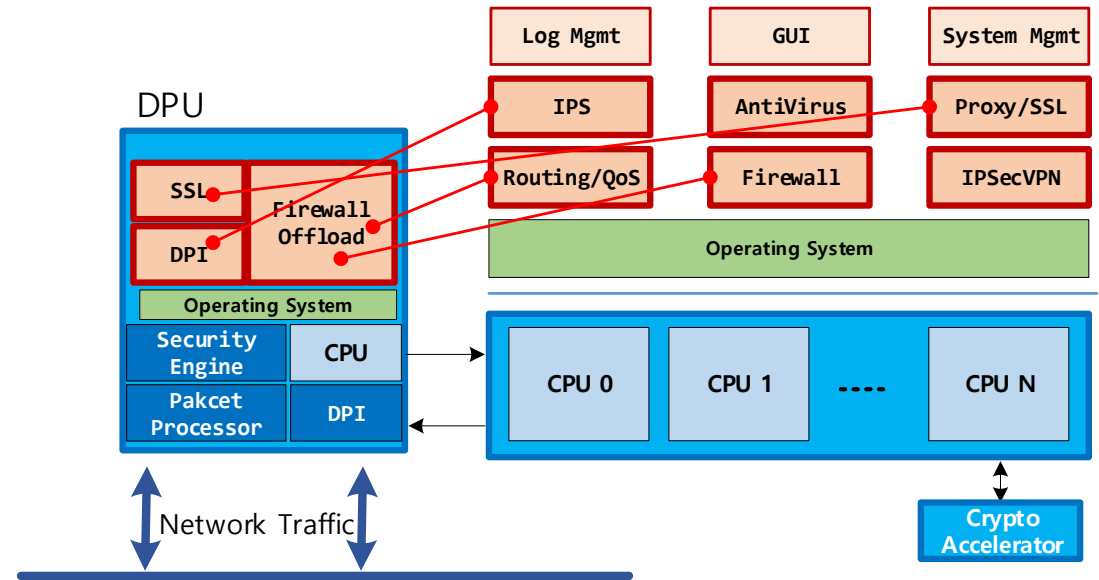 Log Mgmt
GUI
System Mgmt
DPU
IPS
AntiVirus
Proxy/SSL
SSL
Firewall
Offload
DPI
Routing/QoS
Firewall
IPSecVPN
Operating System
Operating System
Security
Engine
CPU
Pakcet
Processor
DPI
CPU 0
CPU 1
----
CPU N
Network Traffic
Crypto
Accelerator